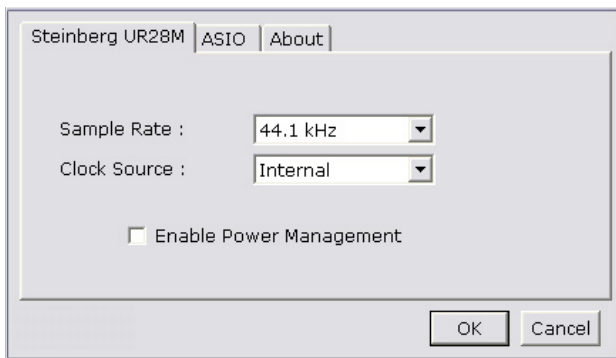 Steinberg UR28M ASIO About
Sample Rate : 44.1 kHz
Clock Source : Internal
Enable Power Management
OK Cancel